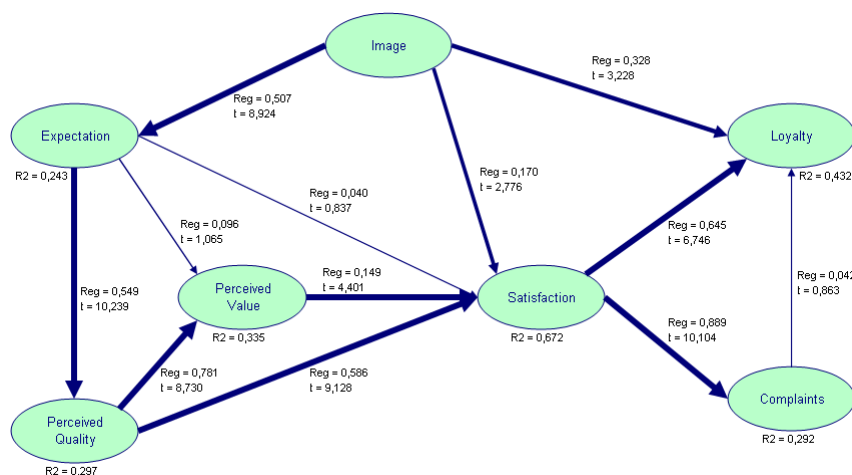 Image
Reg = 0,328
t = 3,228
Reg = 0,507
t = 8,924
Expectation
Loyalty
R2 = 0,243
R2 = 0,432
Reg = 0,170
t = 2,776
Reg = 0,040
t = 0,837
Reg = 0,096
t = 1,065
Reg = 0,645
t = 6,746
Reg = 0,549
t = 10,239
Perceived
Value
Reg = 0,149
t = 4,401
Satisfaction
Reg = 0,042
t = 0,863
R2 = 0,335
R2 = 0,672
Reg = 0,889
t = 10,104
Reg = 0,781
t = 8,730
Reg = 0,586
t = 9,128
Complaints
Perceived
Quality
R2 = 0,292
R2 = 0,297